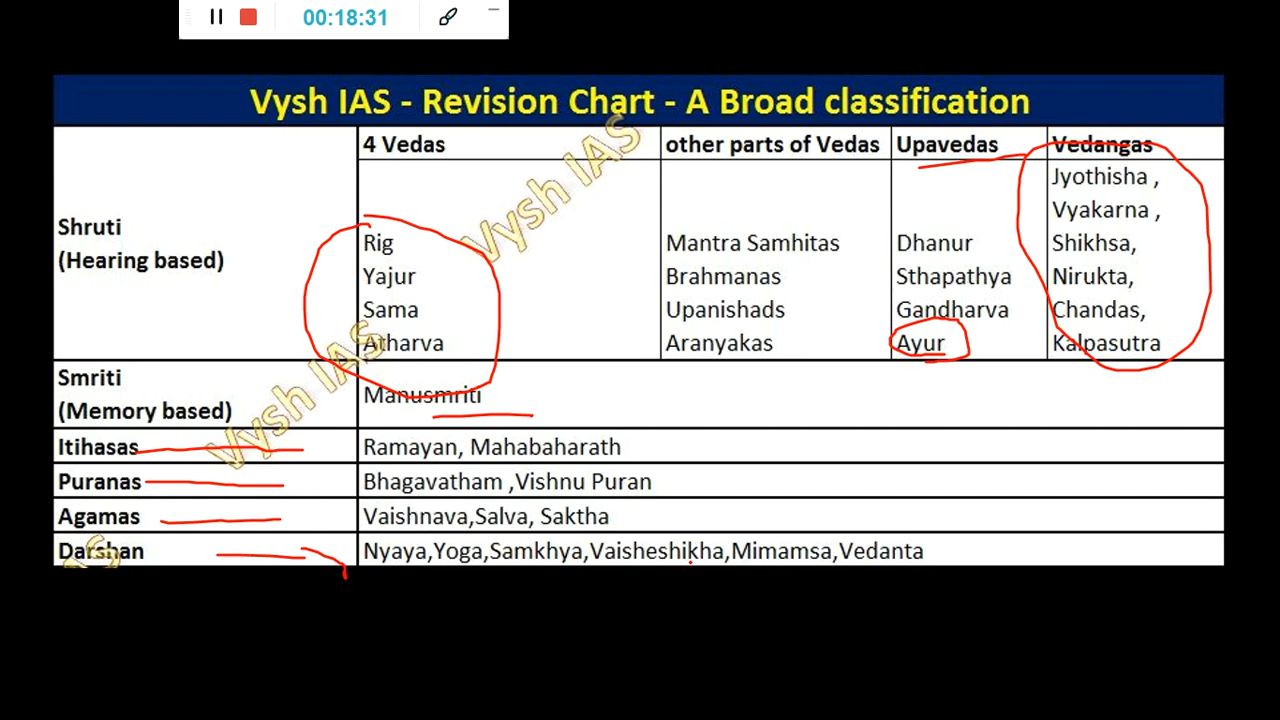 00:18:31
Vysh IAS - Revision Chart - A Broad classification
4 Vedas other parts of Vedas Upavedas Vedangas
Shruti
(Hearing based)
Rig
Yajur
Sama
Atharva
Mantra Samhitas
Brahmanas
Upanishads
Aranyakas
Dhanur
Sthapathya
Gandharva
Ayur
Jyothisha ,
Vyakarna ,
Shikhsa,
Nirukta,
Chandas,
Kalpasutra
Smriti
(Memory based)
Manusmriti
Itihasas Ramayan, Mahabaharath
Puranas Bhagavatham ,Vishnu Puran
Agamas Vaishnava,Salva, Saktha
Darshan Nyaya,Yoga,Samkhya,Vaisheshikha,Mimamsa,Vedanta
Vysh IAS
Vysh IAS
AS